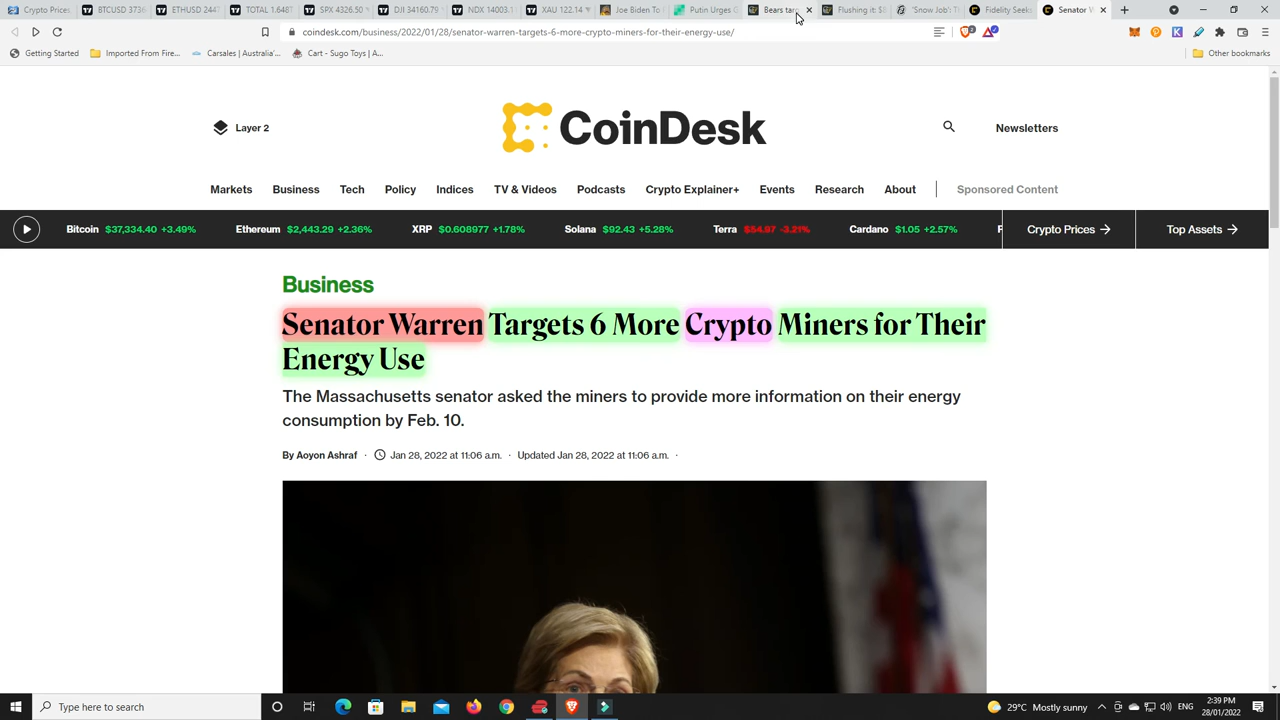 Crypto Prices
BTCUSD 3736
ETHUSD 244
TOTAL 1.648
SPX 4326.50
DJI 34160.79
NDX 14003.1
XAU 122.14
Joe Biden To
Putin Urges
Bears tar
Flushing it: $
'Snow Job':
Fidelity Seeks
Senator W
coindesk.com/business/2022/01/28/senator-warren-targets-6-more-crypto-miners-for-their-energy-use/
Getting Started
Imported From Fire...
Carsales | Australia'...
Cart - Sugo Toys | A...
Other bookmarks
Layer 2
CoinDesk
Newsletters
Markets Business Tech Policy Indices TV & Videos Podcasts Crypto Explainer+ Events Research About Sponsored Content
Bitcoin $37,334.40 +3.49% Ethereum $2,443.29 +2.36% XRP $0.608977 +1.78% Solana $92.43 +5.28% Terra $54.97 -3.21% Cardano $1.05 +2.57% Crypto Prices → Top Assets →
Business
Senator Warren Targets 6 More Crypto Miners for Their
Energy Use
The Massachusetts senator asked the miners to provide more information on their energy
consumption by Feb. 10.
By Aoyon Ashraf · Jan 28, 2022 at 11:06 a.m. · Updated Jan 28, 2022 at 11:06 a.m. ·
Type here to search
29°C Mostly sunny
ENG
2:39 PM
28/01/2022